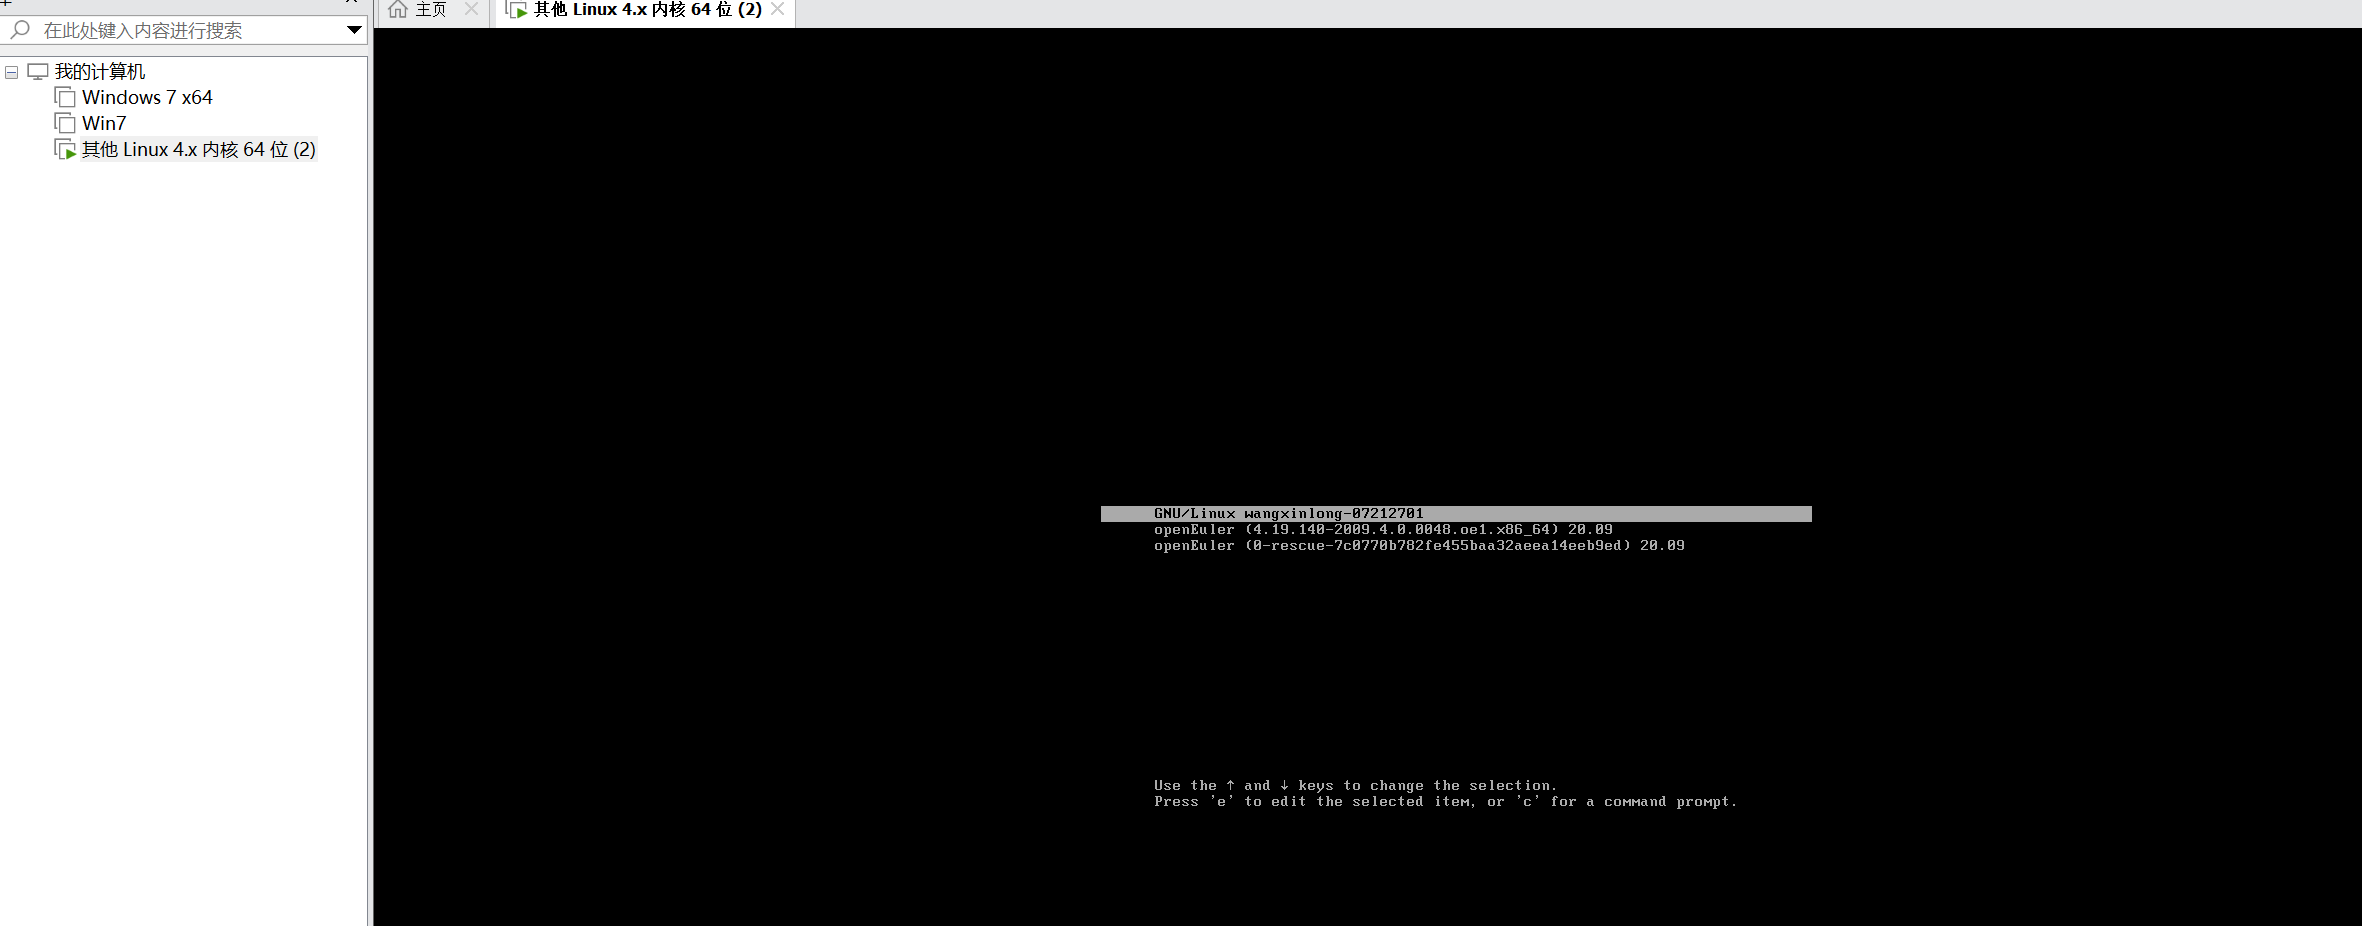 在此处键入内容进行搜索
我的计算机
Windows 7 x64
Win7
其他 Linux 4.x 内核 64 位 (2)
主页
其他 Linux 4.x 内核 64 位 (2)
GNU/Linux wangxinlong-07212701
openEuler (4.19.140-2009.4.0.0048.oe1.x86_64) 20.09
openEuler (0-rescue-7c0770b782fe455baa32aeea14eeb9ed) 20.09
Use the ↑ and ↓ keys to change the selection.
Press 'e' to edit the selected item, or 'c' for a command prompt.